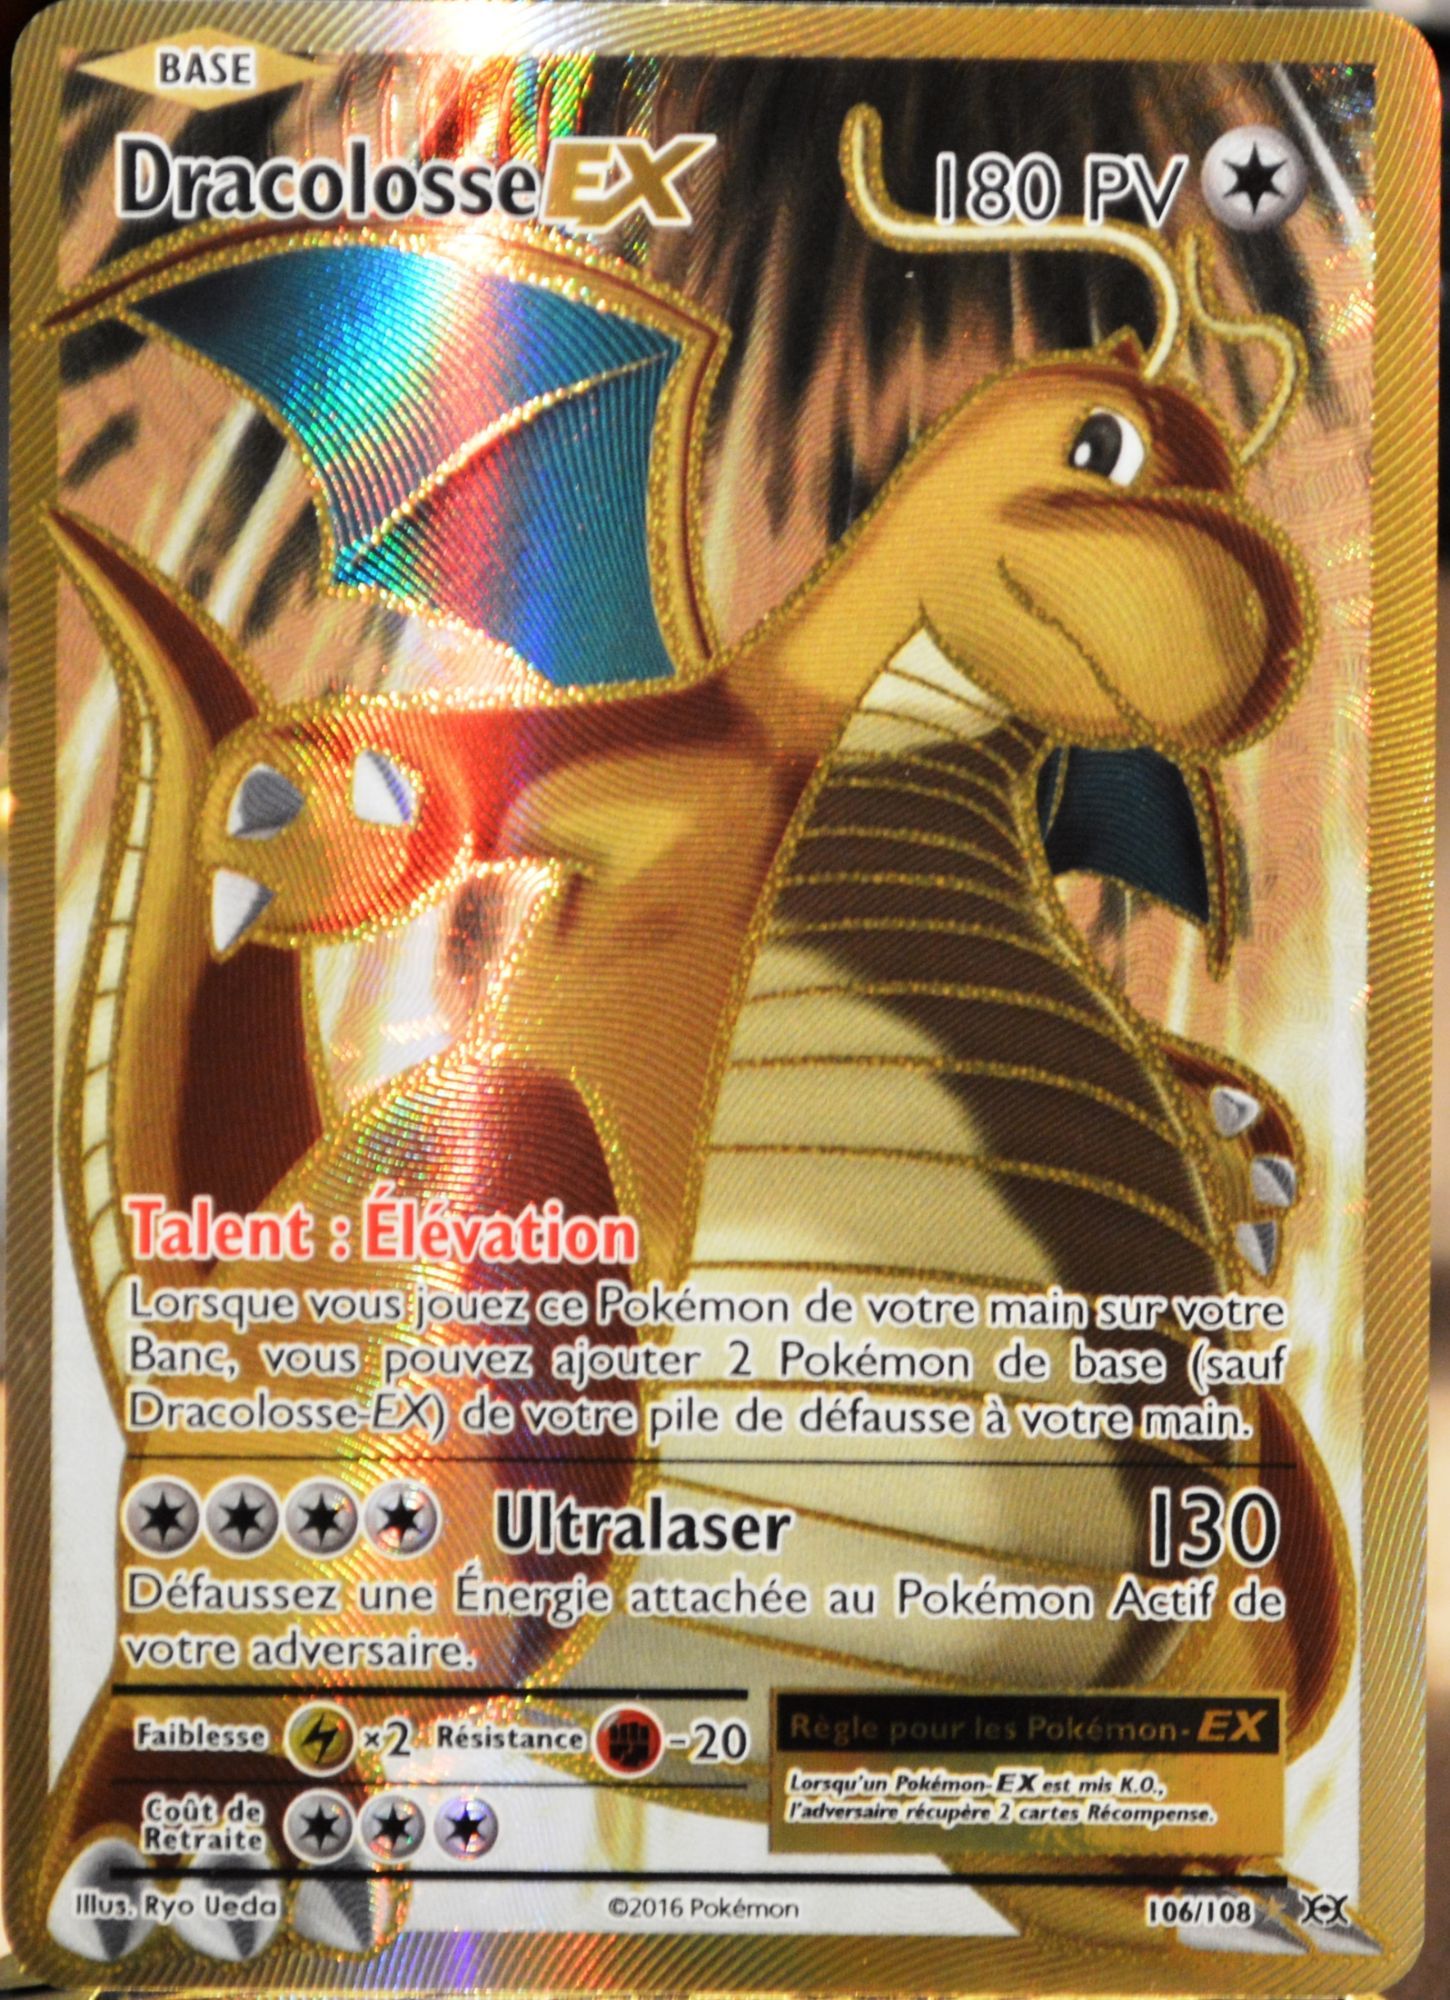 BASE
DracolosseEX 180 PV
Talent : Élévation
Lorsque vous jouez ce Pokémon de votre main sur votre
Banc, vous pouvez ajouter 2 Pokémon de base (sauf
Dracolosse-EX) de votre pile de défausse à votre main.
Ultralaser 130
Défaussez une Énergie attachée au Pokémon Actif de
votre adversaire.
Faiblesse ×2 Résistance -20
Règle pour les Pokémon-EX
Lorsqu'un Pokémon-EX est mis K.O.,
l'adversaire récupère 2 cartes Récompense.
Coût de
Retraite
Illus. Ryo Ueda ©2016 Pokémon 106/108